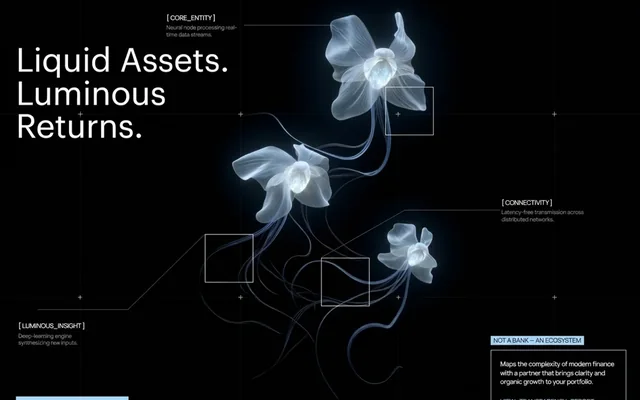 [ CORE_ENTITY ]
Neural node processing real-
time data streams.
Liquid Assets.
Luminous
Returns.
[ CONNECTIVITY ]
Latency-free transmission across
distributed networks.
[ LUMINOUS_INSIGHT ]
Deep-learning engine
synthesizing raw inputs.
NOT A BANK — AN ECOSYSTEM
Maps the complexity of modern finance
with a partner that brings clarity and
organic growth to your portfolio.